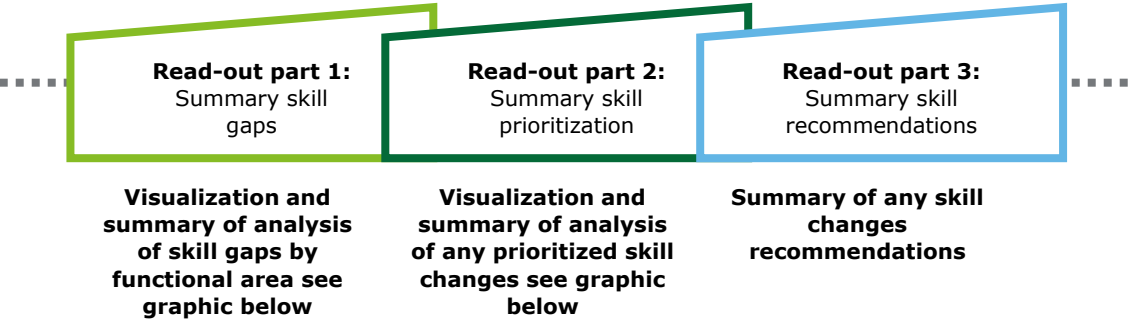 Read-out part 1:
Summary skill
gaps
Read-out part 2:
Summary skill
prioritization
Read-out part 3:
Summary skill
recommendations
Visualization and
summary of analysis
of skill gaps by
functional area see
graphic below
Visualization and
summary of analysis
of any prioritized skill
changes see graphic
below
Summary of any skill
changes
recommendations